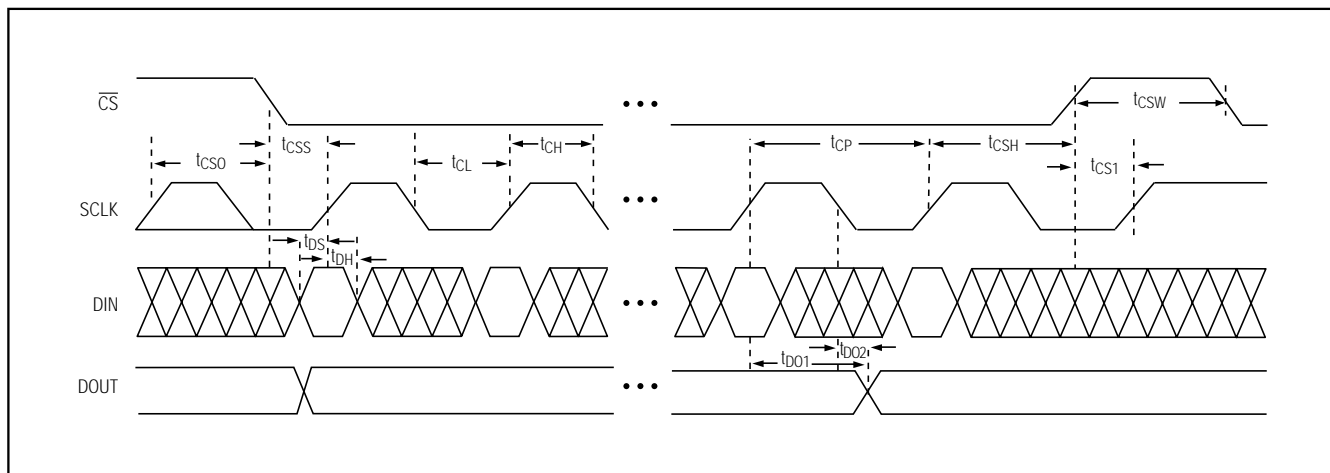 CS
tCSW
tCSS
tCSO
tCL
tCH
tCP
tCSH
tCS1
SCLK
tDS
tDH
DIN
tDO1
tDO2
DOUT